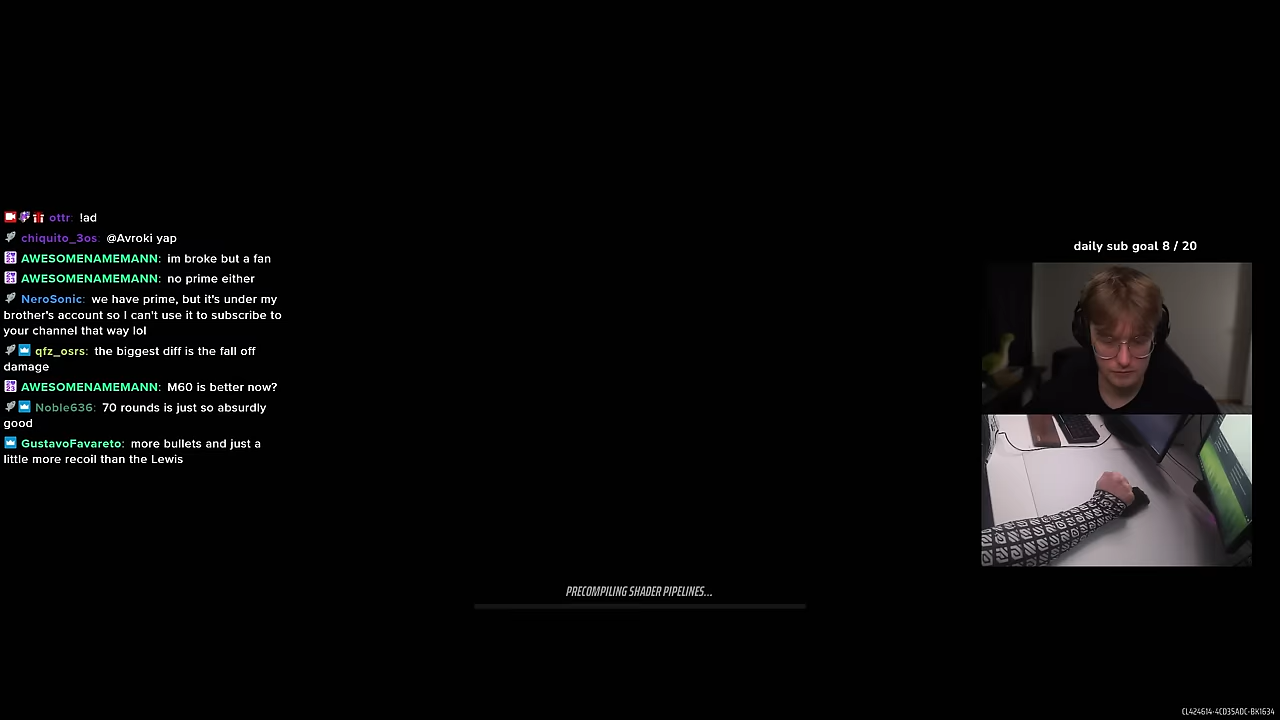 ottr: !ad
chiquito_3os: @Avroki yap
AWESOMENAMEMANN: im broke but a fan
AWESOMENAMEMANN: no prime either
NeroSonic: we have prime, but it's under my
brother's account so I can't use it to subscribe to
your channel that way lol
qfz_osrs: the biggest diff is the fall off
damage
AWESOMENAMEMANN: M60 is better now?
Noble636: 70 rounds is just so absurdly
good
GustavoFavareto: more bullets and just a
little more recoil than the Lewis
daily sub goal 8 / 20
PRECOMPILING SHADER PIPELINES...
CL424614-4CD35ADC-BK1634